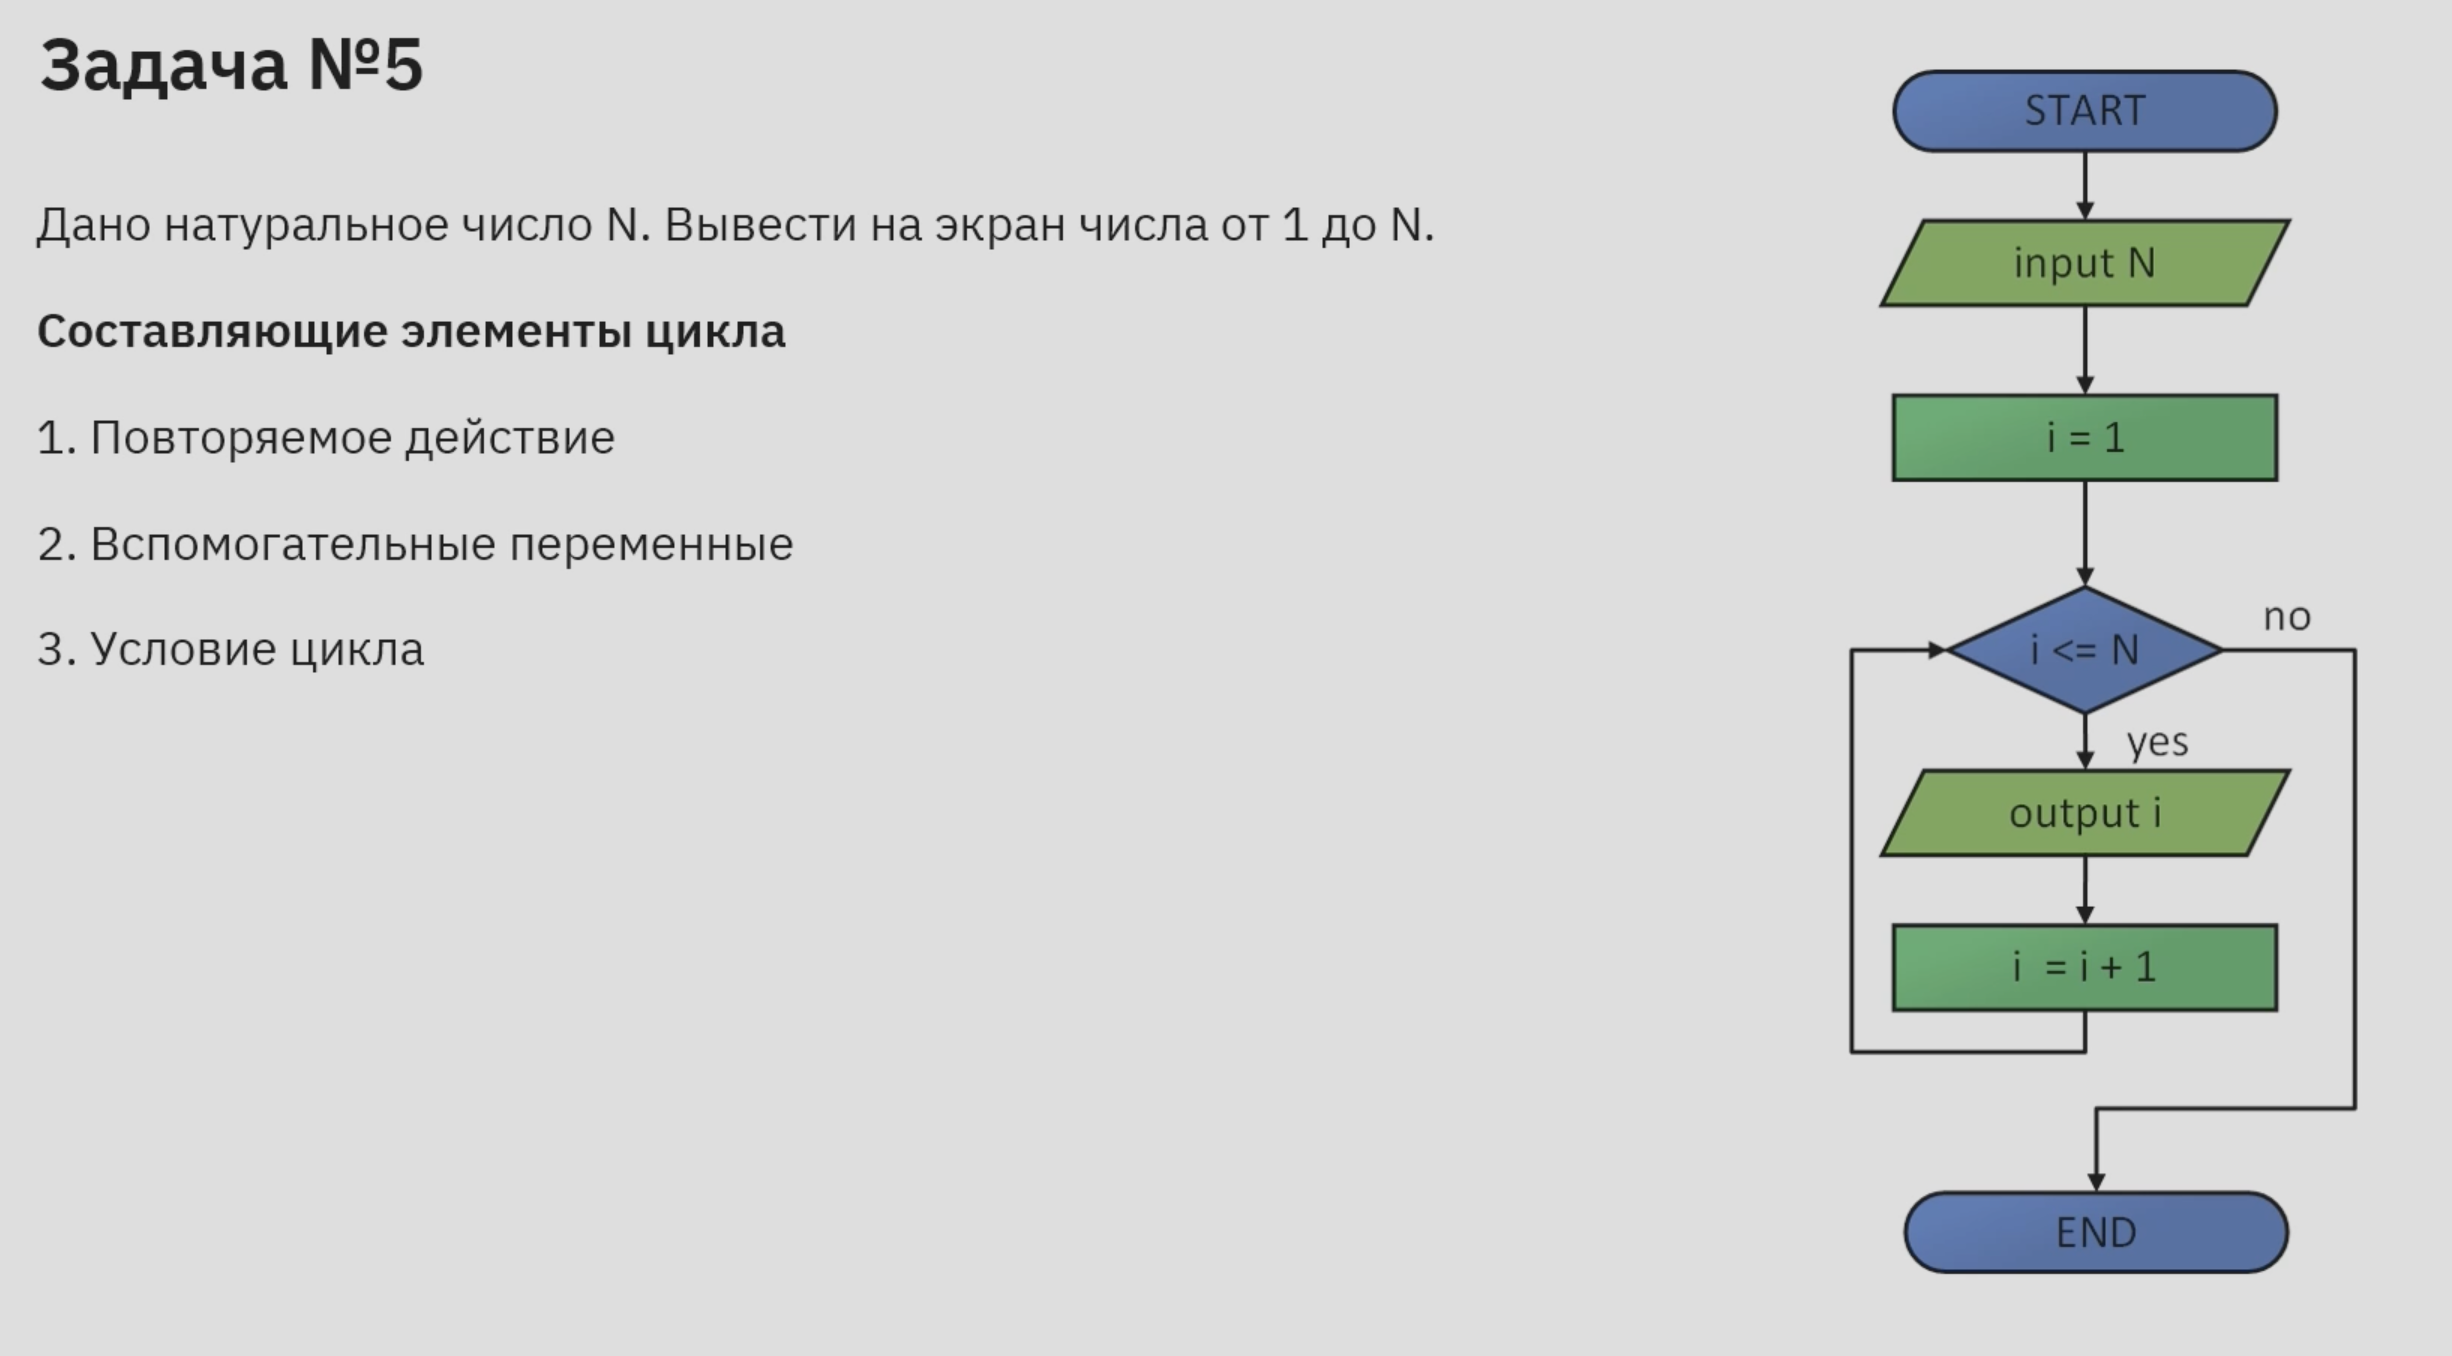 Задача №5
Дано натуральное число N. Вывести на экран числа от 1 до N.
Составляющие элементы цикла
1. Повторяемое действие
2. Вспомогательные переменные
3. Условие цикла
START
input N
i = 1
i <= N
no
yes
output i
i = i + 1
END